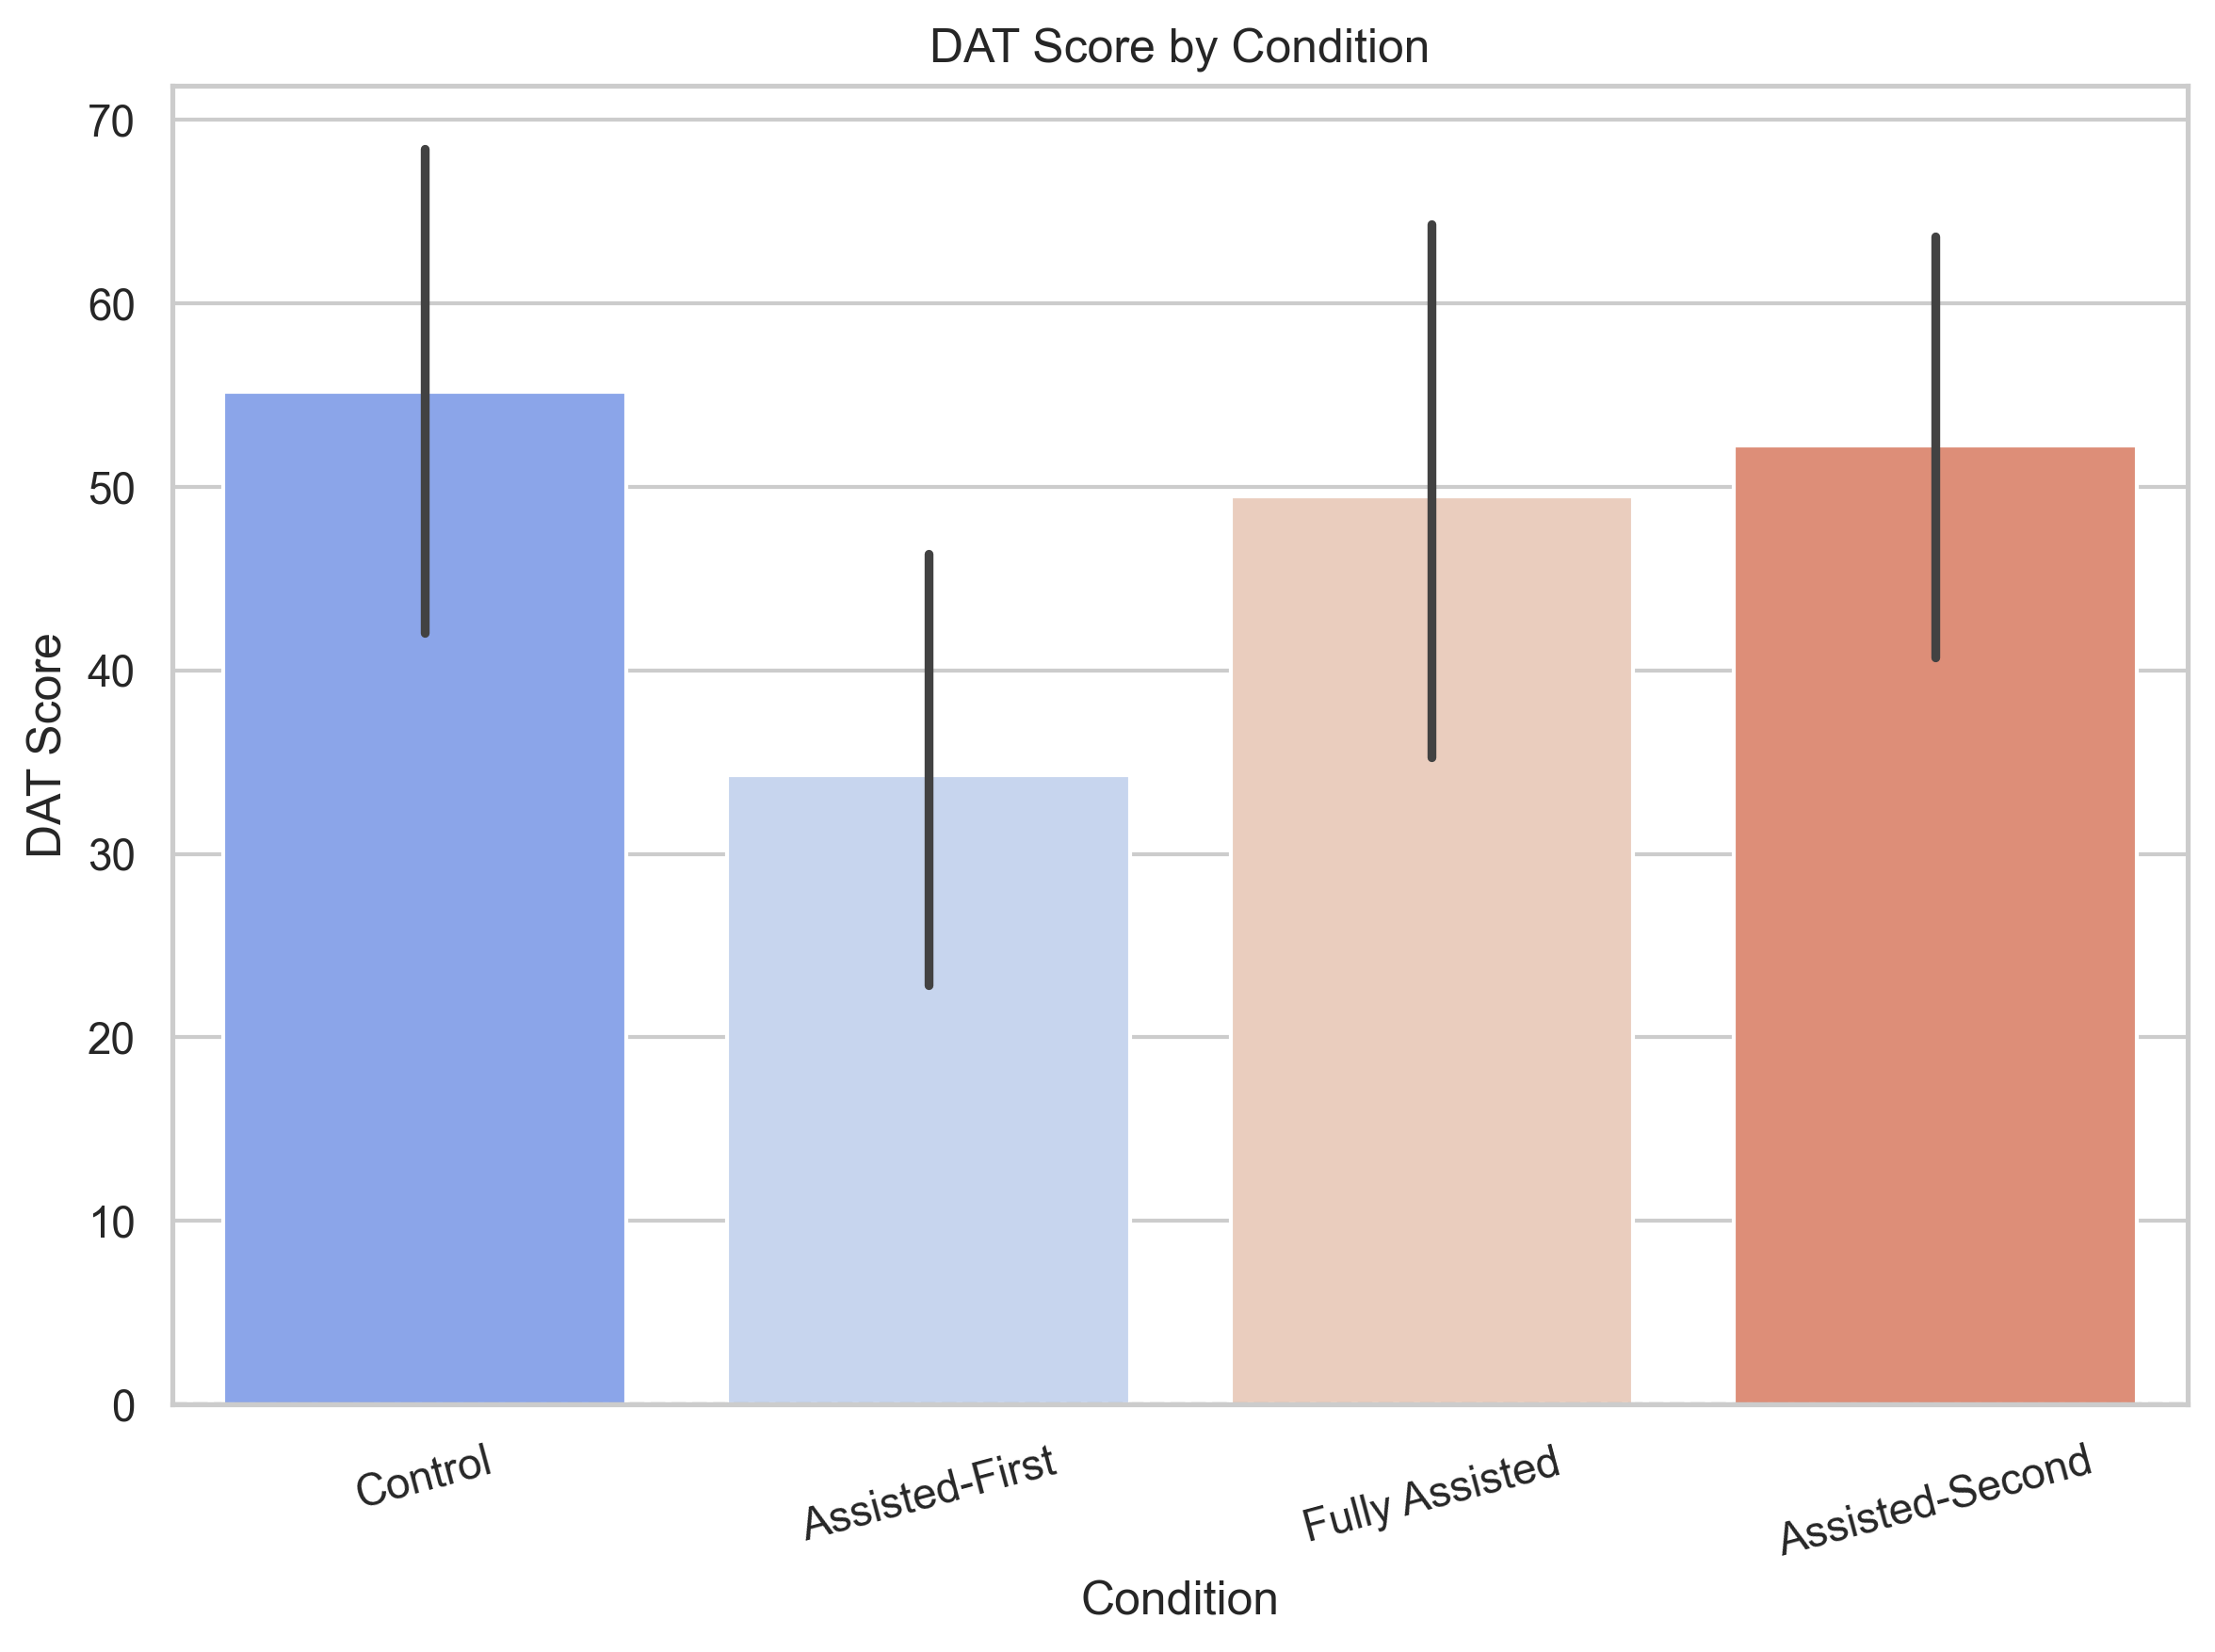 DAT Score by Condition
DAT Score
70
60
50
40
30
20
10
0
Control
Assisted-First
Fully Assisted
Assisted-Second
Condition